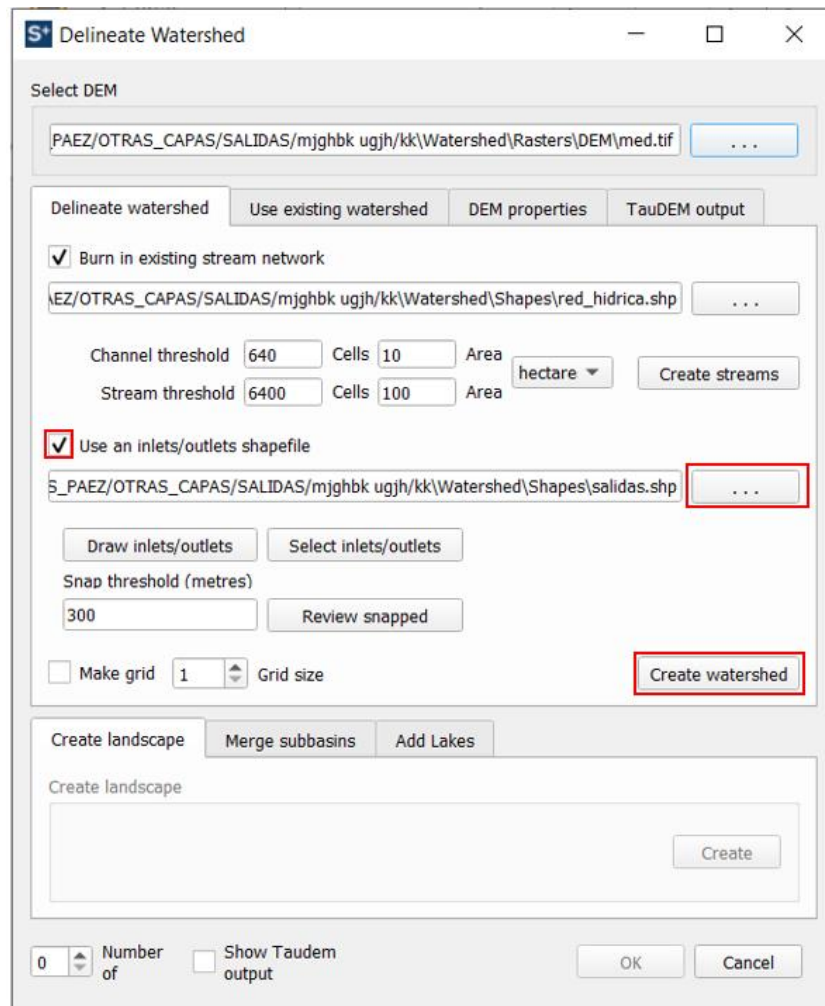 S+ Delineate Watershed
Select DEM
PAEZ/OTRAS_CAPAS/SALIDAS/mjghbk ugjh/kk\Watershed\Rasters\DEM\med.tif ...
Delineate watershed Use existing watershed DEM properties TauDEM output
Burn in existing stream network
\EZ/OTRAS_CAPAS/SALIDAS/mjghbk ugjh/kk\Watershed\Shapes\red_hidrica.shp ...
Channel threshold 640 Cells 10 Area
hectare Create streams
Stream threshold 6400 Cells 100 Area
Use an inlets/outlets shapefile
S_PAEZ/OTRAS_CAPAS/SALIDAS/mjghbk ugjh/kk\Watershed\Shapes\salidas.shp ...
Draw inlets/outlets Select inlets/outlets
Snap threshold (metres)
300 Review snapped
Make grid 1 Grid size Create watershed
Create landscape Merge subbasins Add Lakes
Create landscape
Create
0 Number of Show Taudem output OK Cancel